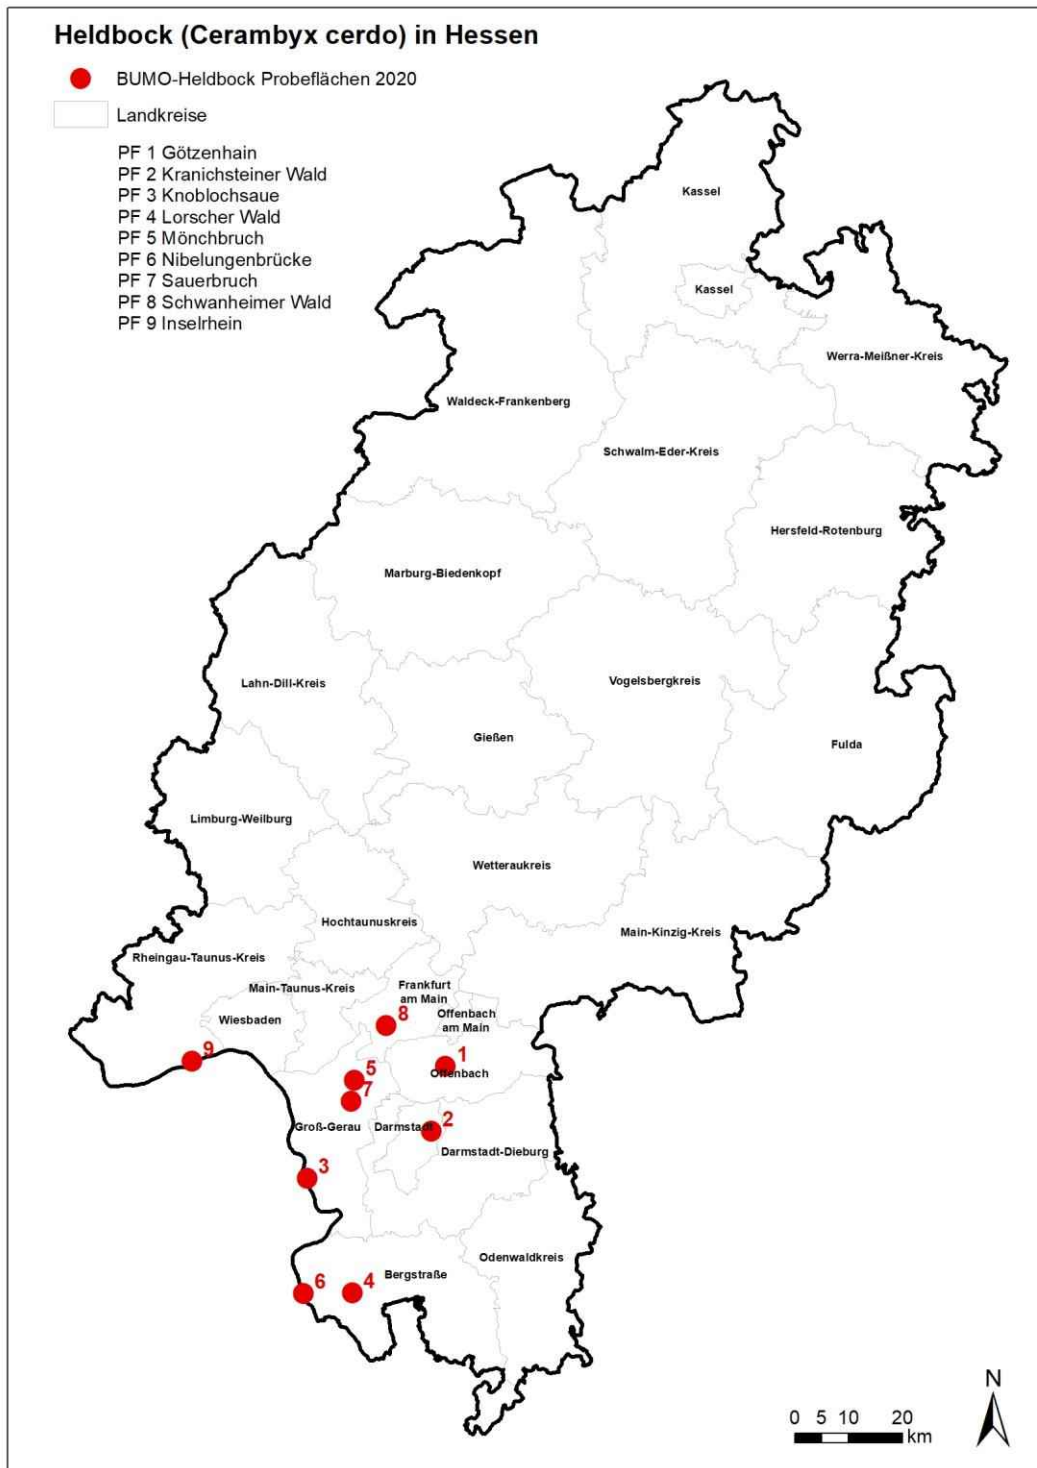 Heldbock (Cerambyx cerdo) in Hessen
BUMO-Heldbock Probeflächen 2020
Landkreise
PF 1 Götzenhain
PF 2 Kranichsteiner Wald
PF 3 Knoblochsaue
PF 4 Lorscher Wald
PF 5 Mönchbruch
PF 6 Nibelungenbrücke
PF 7 Sauerbruch
PF 8 Schwanheimer Wald
PF 9 Inselrhein
Kassel
Kassel
Werra-Meißner-Kreis
Waldeck-Frankenberg
Schwalm-Eder-Kreis
Hersfeld-Rotenburg
Marburg-Biedenkopf
Lahn-Dill-Kreis
Vogelsbergkreis
Gießen
Fulda
Limburg-Weilburg
Wetteraukreis
Hochtaunuskreis
Main-Kinzig-Kreis
Rheingau-Taunus-Kreis
Main-Taunus-Kreis
Frankfurt
am Main
Wiesbaden
Offenbach
am Main
8
9
1
Offenbach
5
7
Groß-Gerau
Darmstadt
2
Darmstadt-Dieburg
3
Odenwaldkreis
Bergstraße
6
4
N
0 5 10 20
km